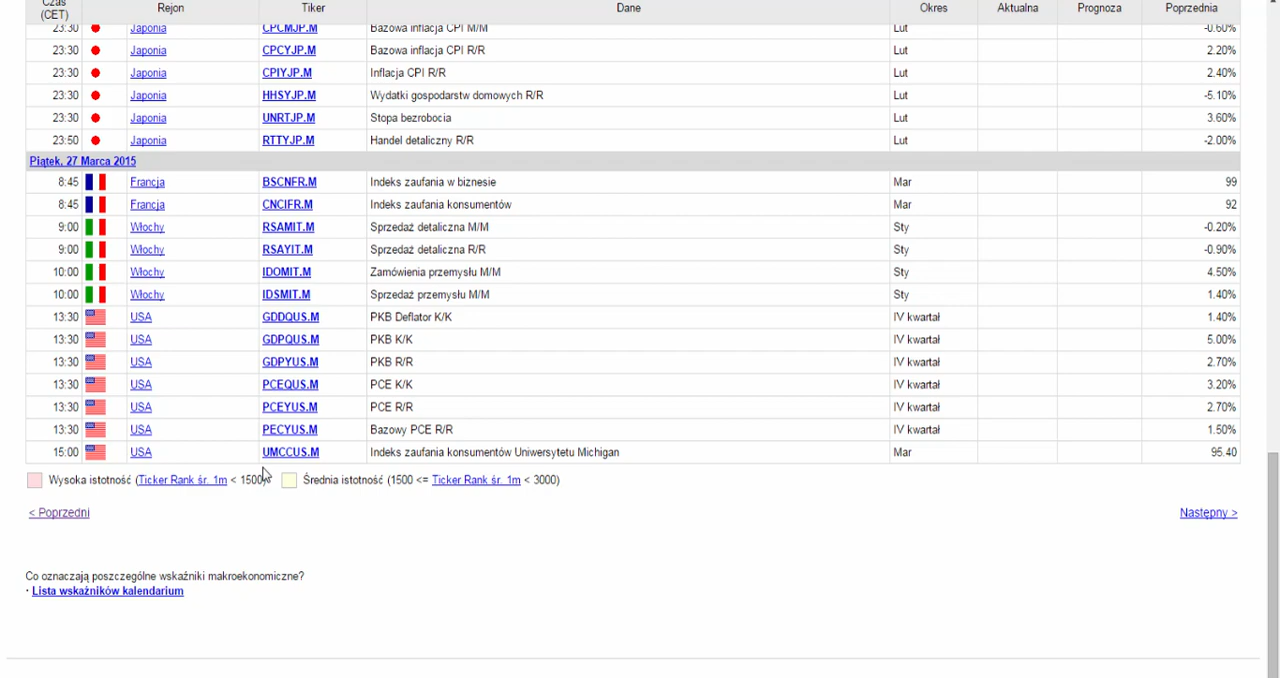 Czas
(CET) Rejon Tiker Dane Okres Aktualna Prognoza Poprzednia
23:30 Japonia CPCMJP.M Bazowa inflacja CPI M/M Lut -0.60%
23:30 Japonia CPCYJP.M Bazowa inflacja CPI R/R Lut 2.20%
23:30 Japonia CPIYJP.M Inflacja CPI R/R Lut 2.40%
23:30 Japonia HHSYJP.M Wydatki gospodarstw domowych R/R Lut -5.10%
23:30 Japonia UNRTJP.M Stopa bezrobocia Lut 3.60%
23:50 Japonia RTTYJP.M Handel detaliczny R/R Lut -2.00%
Piątek, 27 Marca 2015
8:45 Francja BSCNFR.M Indeks zaufania w biznesie Mar 99
8:45 Francja CNCIFR.M Indeks zaufania konsumentów Mar 92
9:00 Włochy RSAMIT.M Sprzedaż detaliczna M/M Sty -0.20%
9:00 Włochy RSAYIT.M Sprzedaż detaliczna R/R Sty -0.90%
10:00 Włochy IDOMIT.M Zamówienia przemysłu M/M Sty 4.50%
10:00 Włochy IDSMIT.M Sprzedaż przemysłu M/M Sty 1.40%
13:30 USA GDDQUS.M PKB Deflator K/K IV kwartał 1.40%
13:30 USA GDPQUS.M PKB K/K IV kwartał 5.00%
13:30 USA GDPYUS.M PKB R/R IV kwartał 2.70%
13:30 USA PCEQUS.M PCE K/K IV kwartał 3.20%
13:30 USA PCEYUS.M PCE R/R IV kwartał 2.70%
13:30 USA PECYUS.M Bazowy PCE R/R IV kwartał 1.50%
15:00 USA UMCCUS.M Indeks zaufania konsumentów Uniwersytetu Michigan Mar 95.40
Wysoka istotność (Ticker Rank śr. 1m < 1500) Średnia istotność (1500 <= Ticker Rank śr. 1m < 3000)
< Poprzedni Następny >
Co oznaczają poszczególne wskaźniki makroekonomiczne?
· Lista wskaźników kalendarium